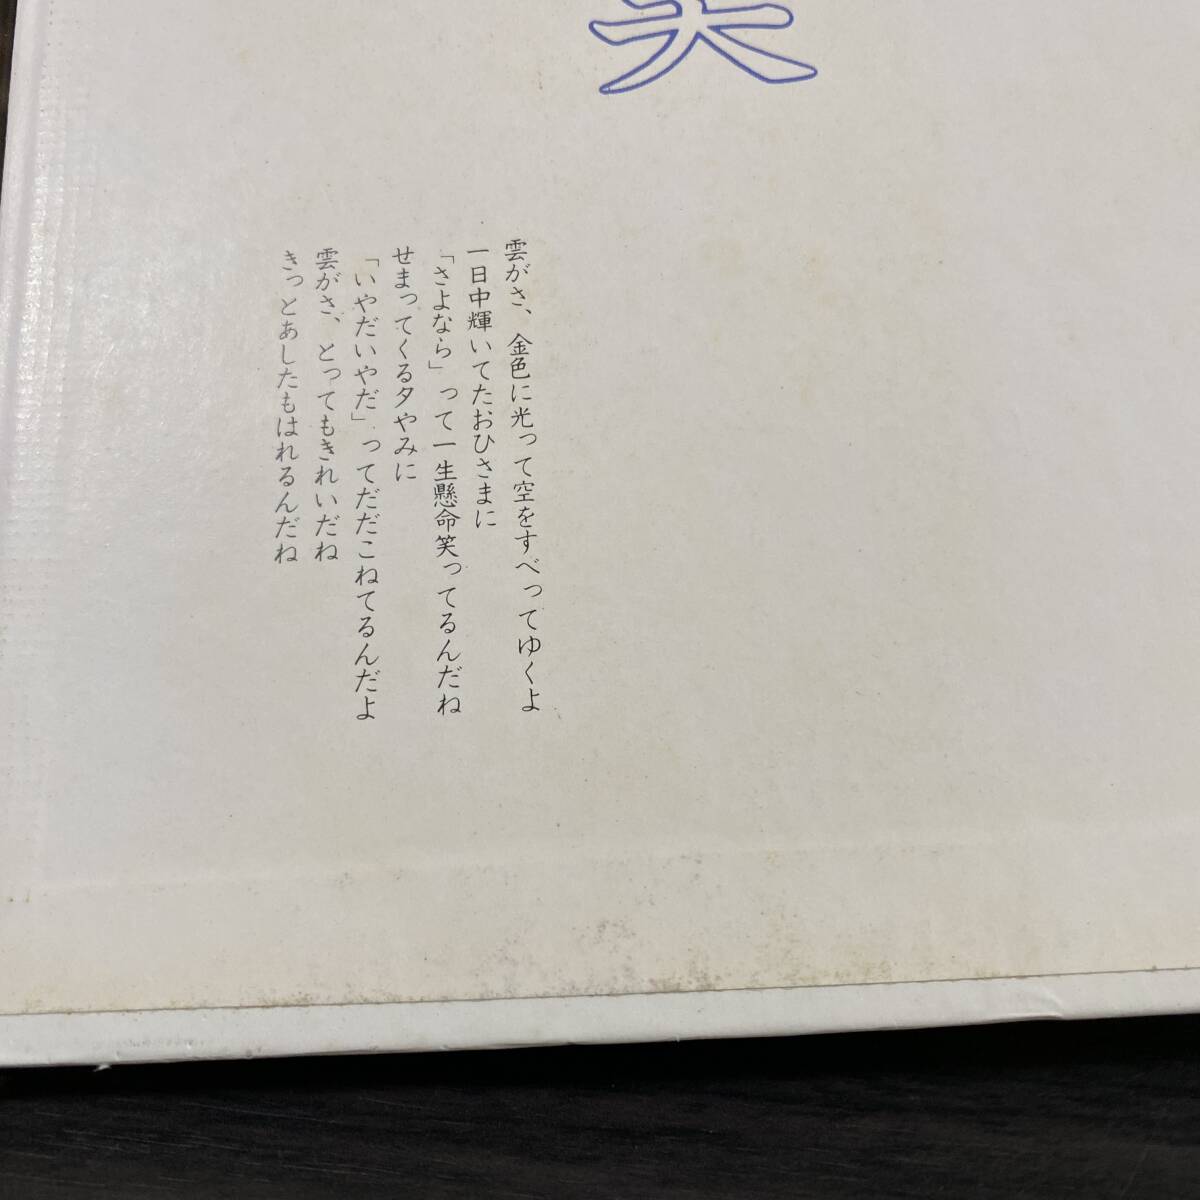 雲がさ、金色に光って空をすべってゆくよ
一日中輝いてたおひさまに
「さよなら」って一生懸命笑ってるんだね
せまってくる夕やみに
「いやだいやだ」ってだだこねてるんだよ
雲がさ、とってもきれいだね
きっとあしたもはれるんだね